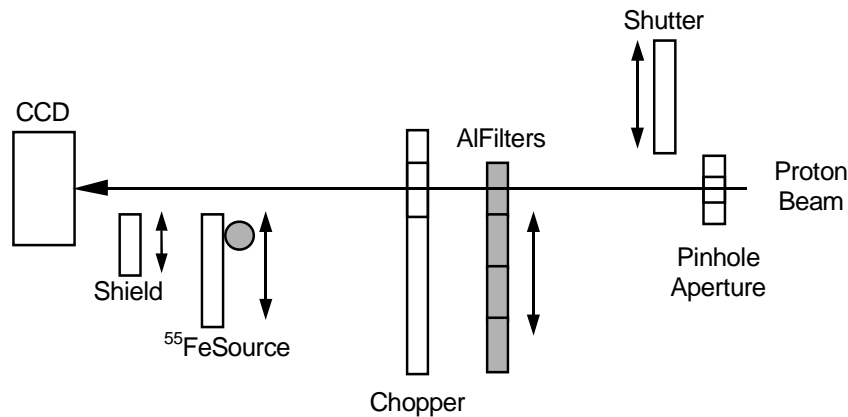 Shutter
CCD
AlFilters
Proton
Beam
Pinhole
Aperture
Shield
⁵⁵FeSource
Chopper